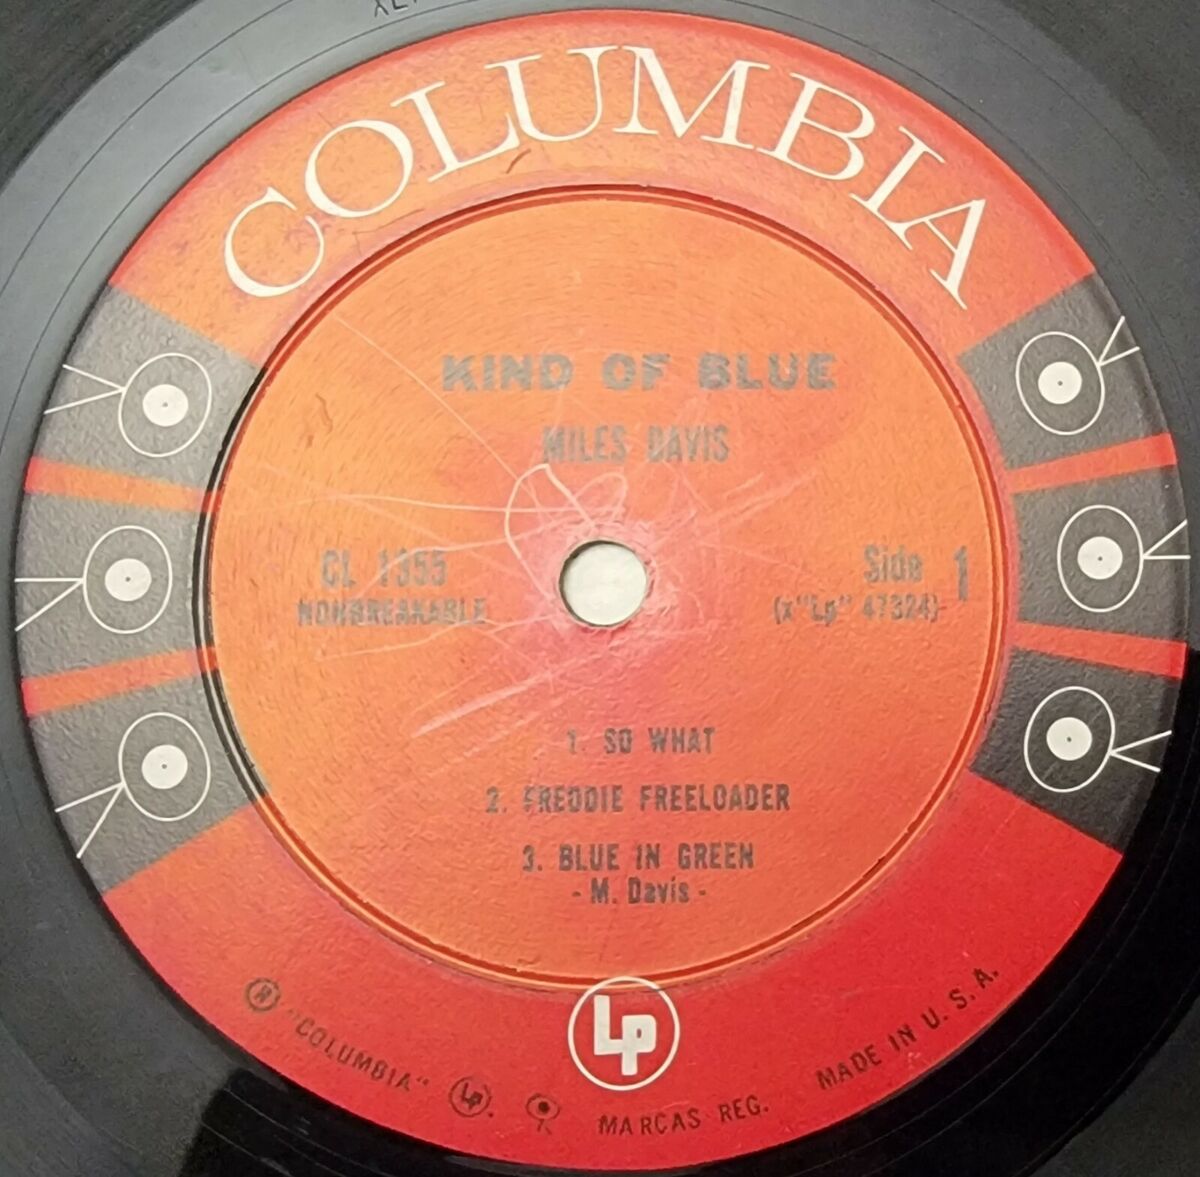 COLUMBIA
KIND OF BLUE
MILES DAVIS
CL 1355
NONBREAKABLE
Side 1
(x"Lp" 47324)
1. SO WHAT
2. FREDDIE FREELOADER
3. BLUE IN GREEN
- M. Davis -
LP
® "COLUMBIA" LP. MARCAS REG. MADE IN U. S. A.